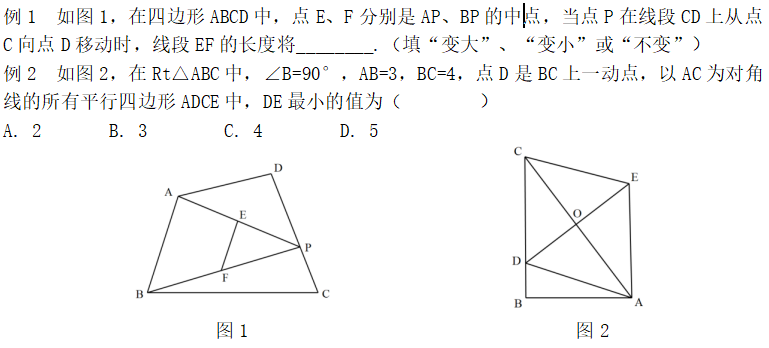 例 1  如图 1，在四边形 ABCD 中，点 E、F 分别是 AP、BP 的中点，当点 P 在线段 CD 上从点
C 向点 D 移动时，线段 EF 的长度将________.（填“变大”、“变小”或“不变”）
例 2  如图 2，在 Rt△ABC 中，∠B=90°，AB=3，BC=4，点 D 是 BC 上一动点，以 AC 为对角
线的所有平行四边形 ADCE 中，DE 最小的值为（      ）
A. 2      B. 3      C. 4      D. 5
D
A
E
P
F
B
C
图 1
C
E
O
D
B
A
图 2